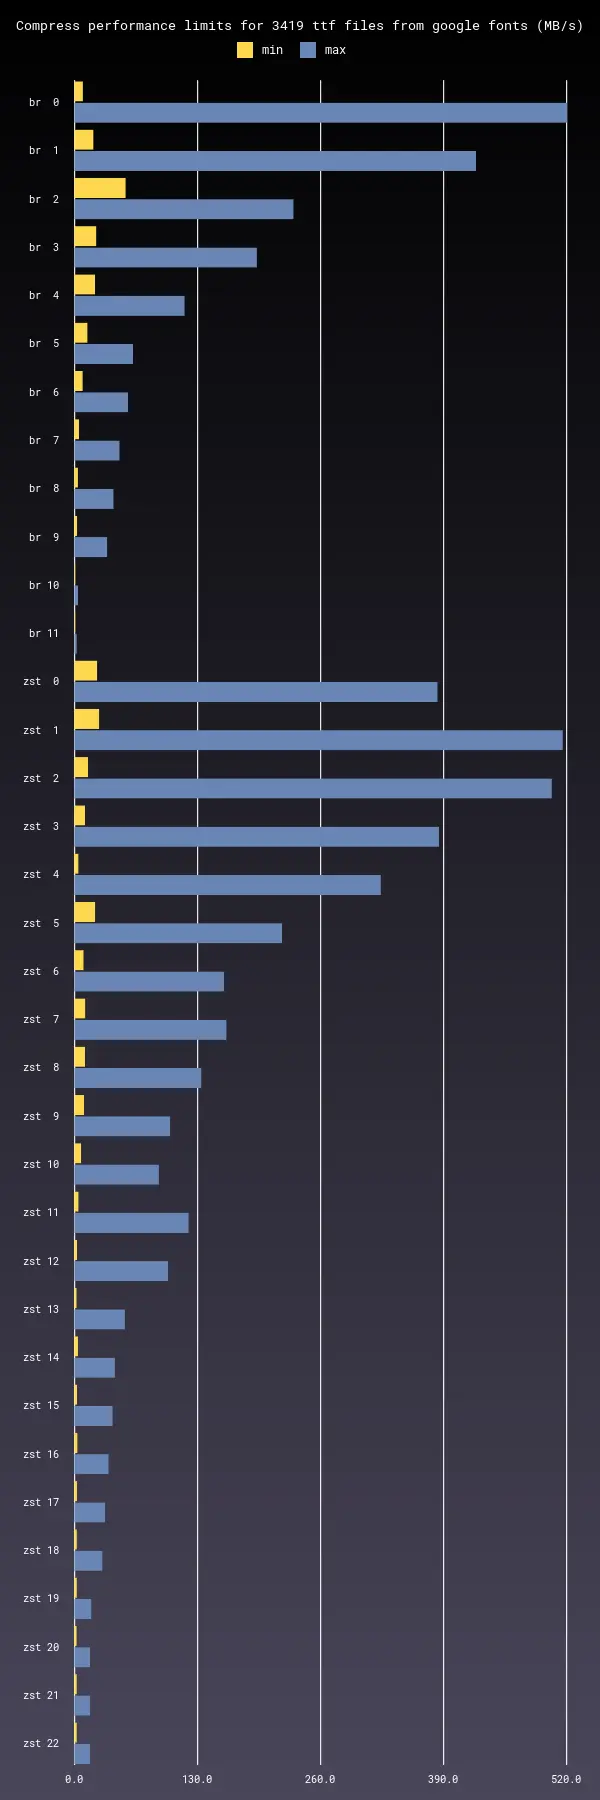 Compress performance limits for 3419 ttf files from google fonts (MB/s)
min max
br 0
br 1
br 2
br 3
br 4
br 5
br 6
br 7
br 8
br 9
br 10
br 11
zst 0
zst 1
zst 2
zst 3
zst 4
zst 5
zst 6
zst 7
zst 8
zst 9
zst 10
zst 11
zst 12
zst 13
zst 14
zst 15
zst 16
zst 17
zst 18
zst 19
zst 20
zst 21
zst 22
0.0 130.0 260.0 390.0 520.0